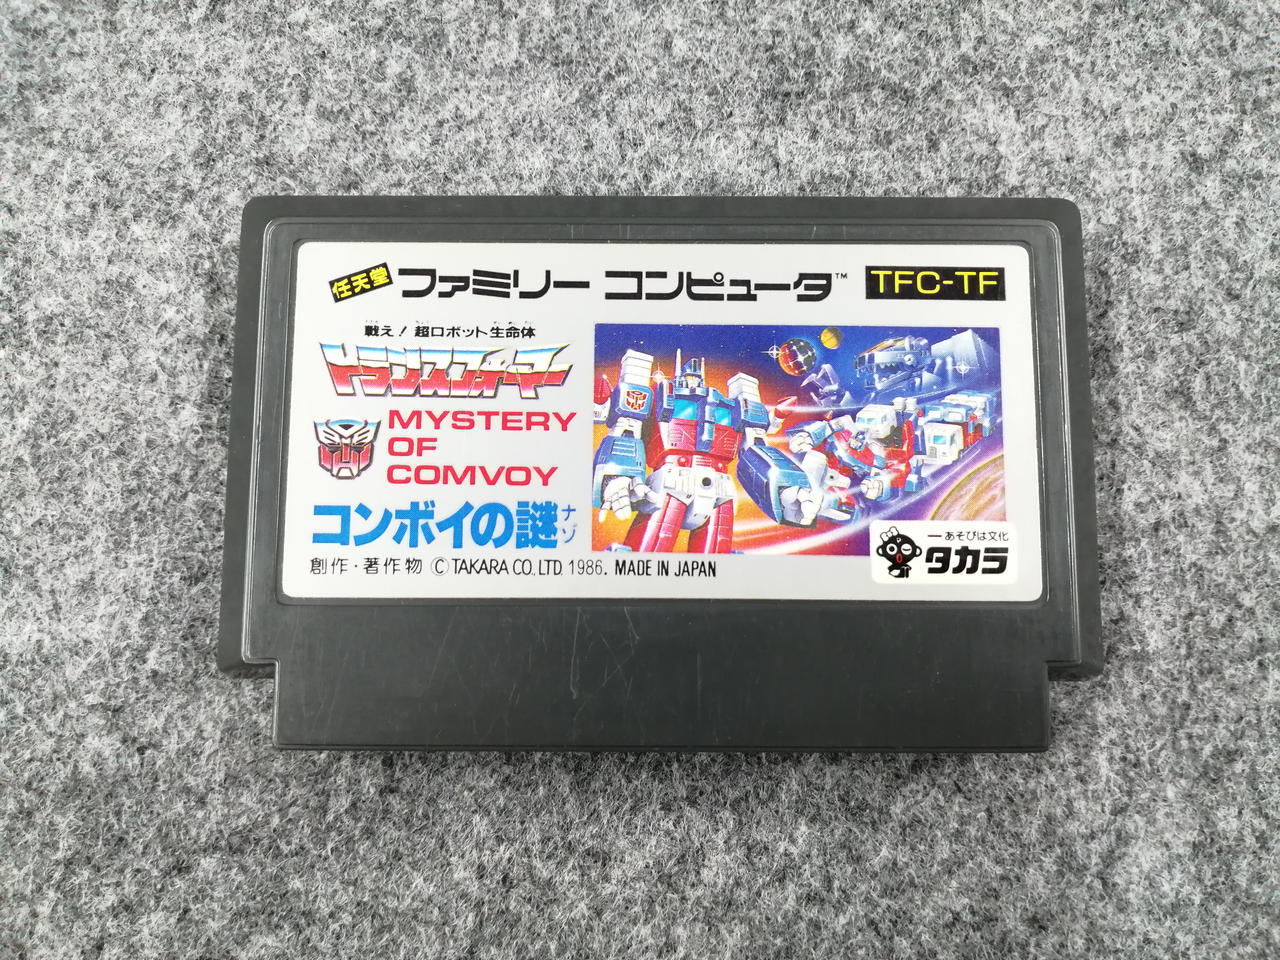 任天堂 ファミリー コンピュータ™ TFC-TF
戦え！超ロボット生命体
トランスフォーマー
MYSTERY
OF
COMVOY
コンボイの謎
ナゾ
創作・著作物 ©TAKARA CO.,LTD. 1986. MADE IN JAPAN
ーあそびは文化
タカラ